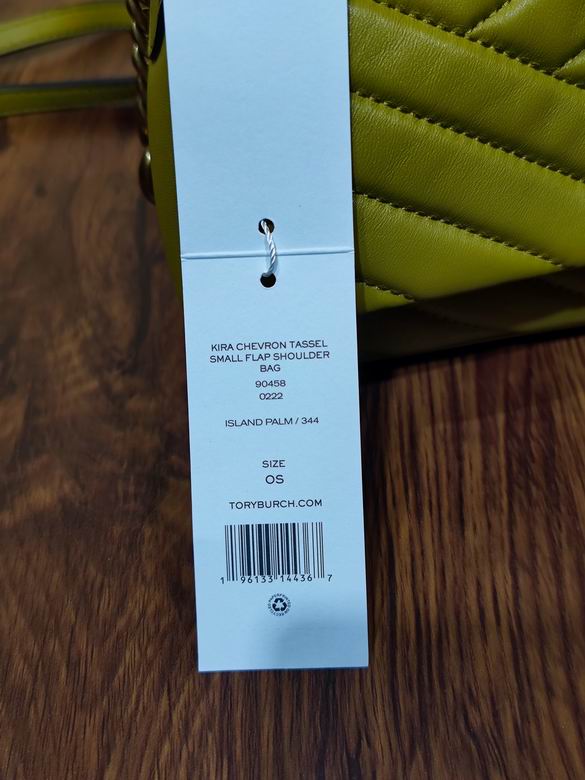 KIRA CHEVRON TASSEL
SMALL FLAP SHOULDER
BAG
90458
0222
ISLAND PALM / 344
SIZE
OS
TORYBURCH.COM
1 96133 14436 7